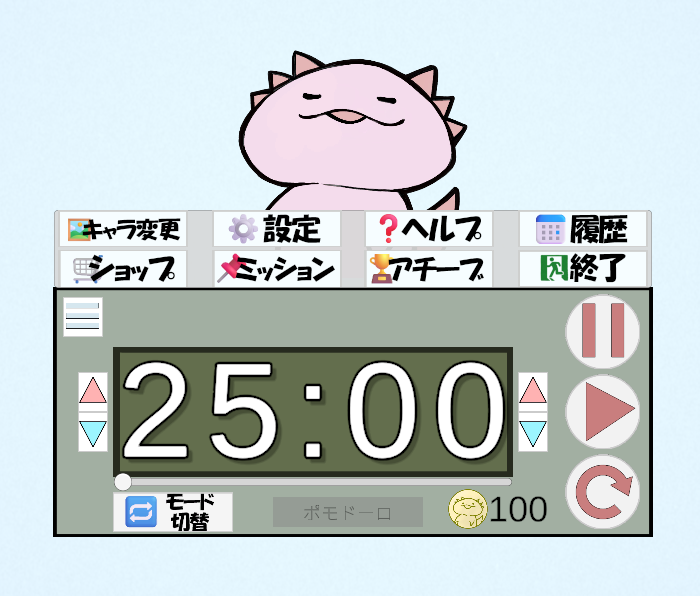 キャラ変更 設定 ヘルプ 履歴
ショップ ミッション アチーブ 終了
25:00
モード
切替
ポモドーロ
100